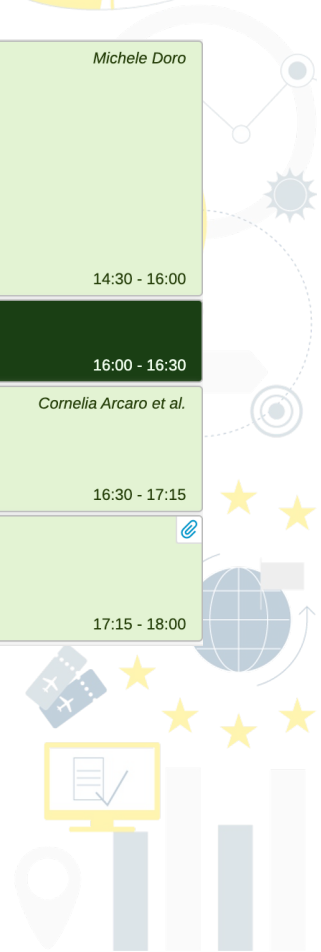 Michele Doro
14:30 - 16:00
16:00 - 16:30
Cornelia Arcaro et al.
16:30 - 17:15
17:15 - 18:00